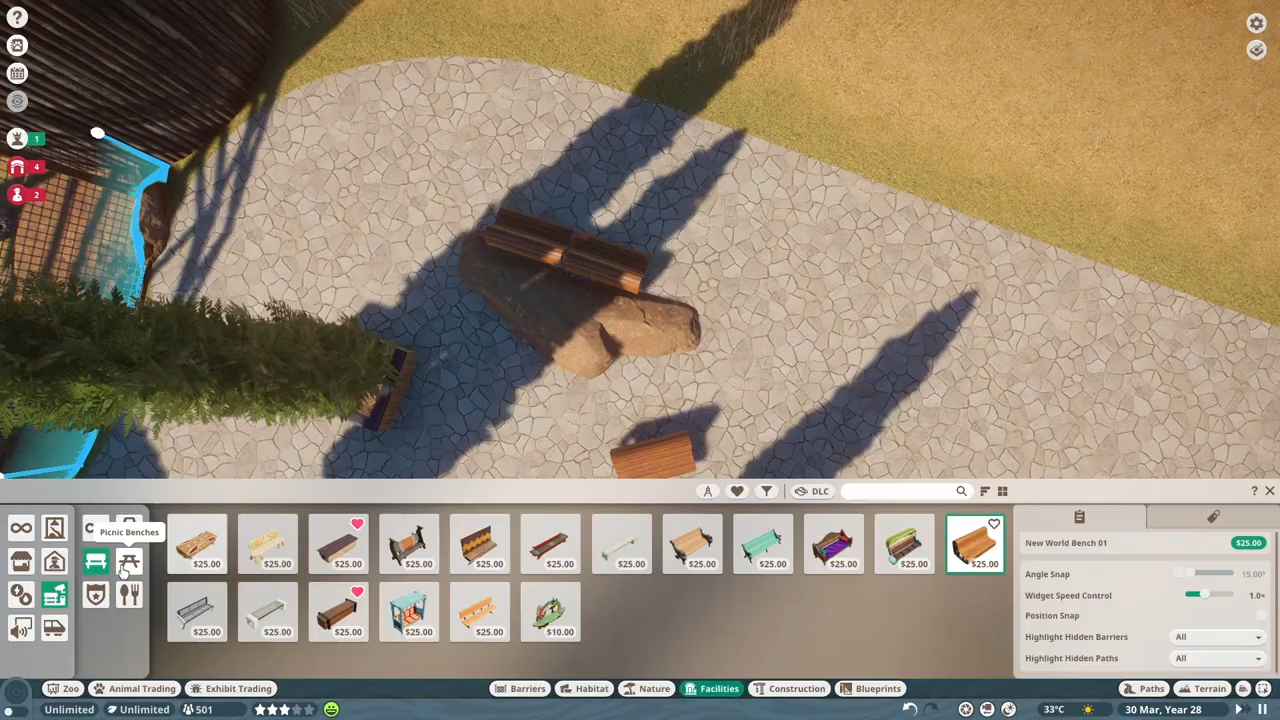 ?
1
4
2
DLC
? ×
Picnic Benches
$25.00 $25.00 $25.00 $25.00 $25.00 $25.00 $25.00 $25.00 $25.00 $25.00 $25.00 $25.00
$25.00 $25.00 $25.00 $25.00 $25.00 $10.00
New World Bench 01 $25.00
Angle Snap 15.00°
Widget Speed Control 1.0×
Position Snap
Highlight Hidden Barriers All
Highlight Hidden Paths All
Zoo Animal Trading Exhibit Trading Barriers Habitat Nature Facilities Construction Blueprints Paths Terrain
Unlimited Unlimited 501 33°C 30 Mar, Year 28